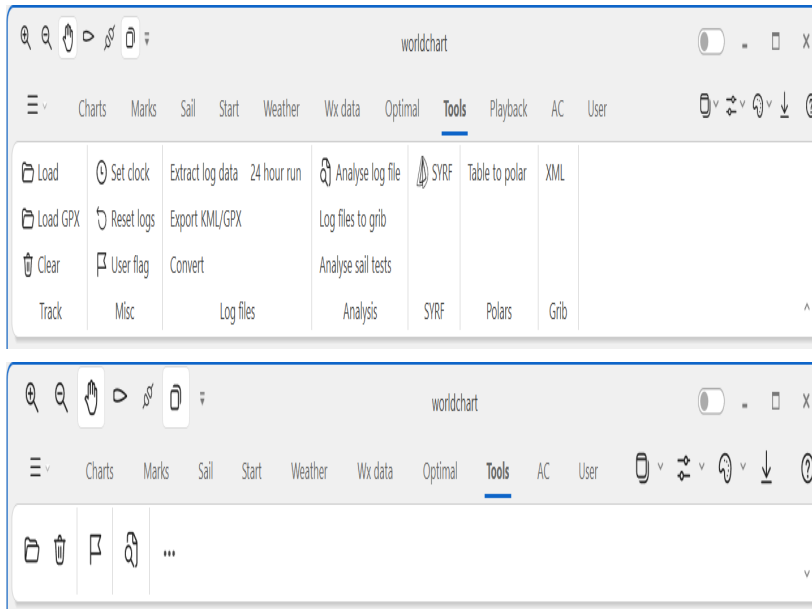 worldchart
Charts Marks Sail Start Weather Wx data Optimal Tools Playback AC User
Load Set clock Extract log data 24 hour run Analyse log file SYRF Table to polar XML
Load GPX Reset logs Export KML/GPX Log files to grib
Clear User flag Convert Analyse sail tests
Track Misc Log files Analysis SYRF Polars Grib
worldchart
Charts Marks Sail Start Weather Wx data Optimal Tools AC User